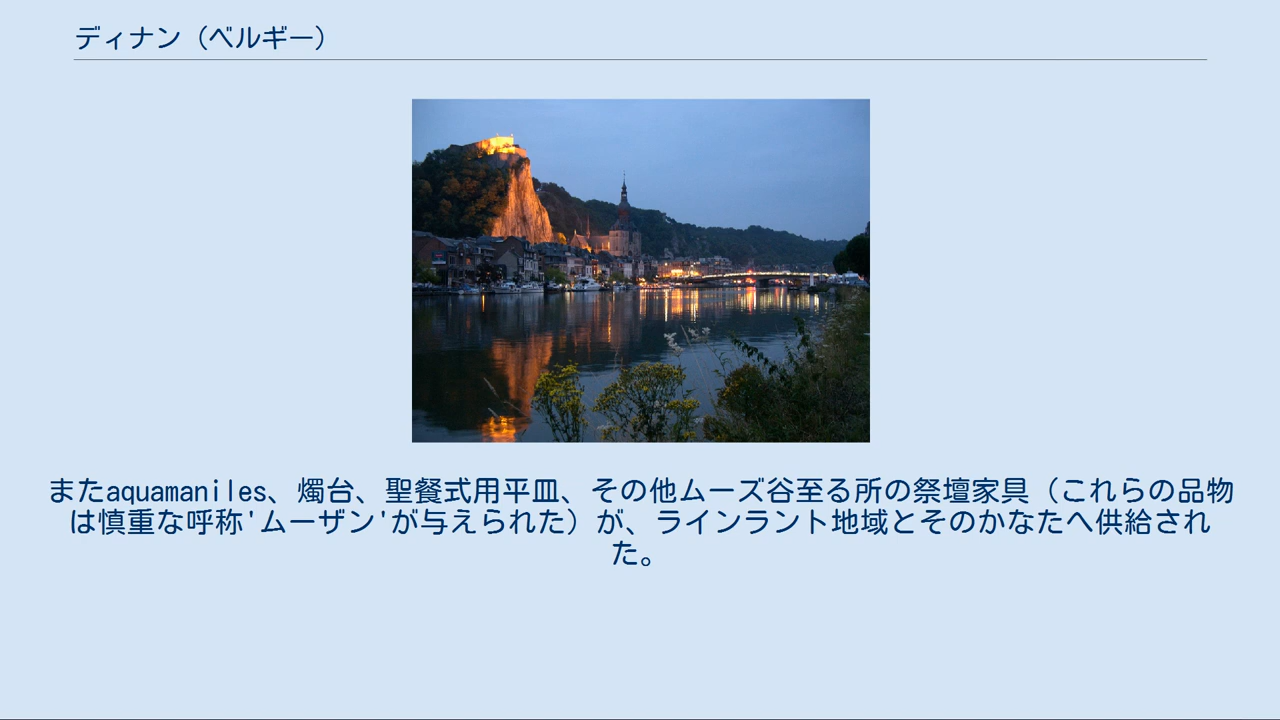 ディナン（ベルギー）
またaquamaniles、燭台、聖餐式用平皿、その他ムーズ谷至る所の祭壇家具（これらの品物
は慎重な呼称'ムーザン'が与えられた）が、ラインラント地域とそのかなたへ供給され
た。